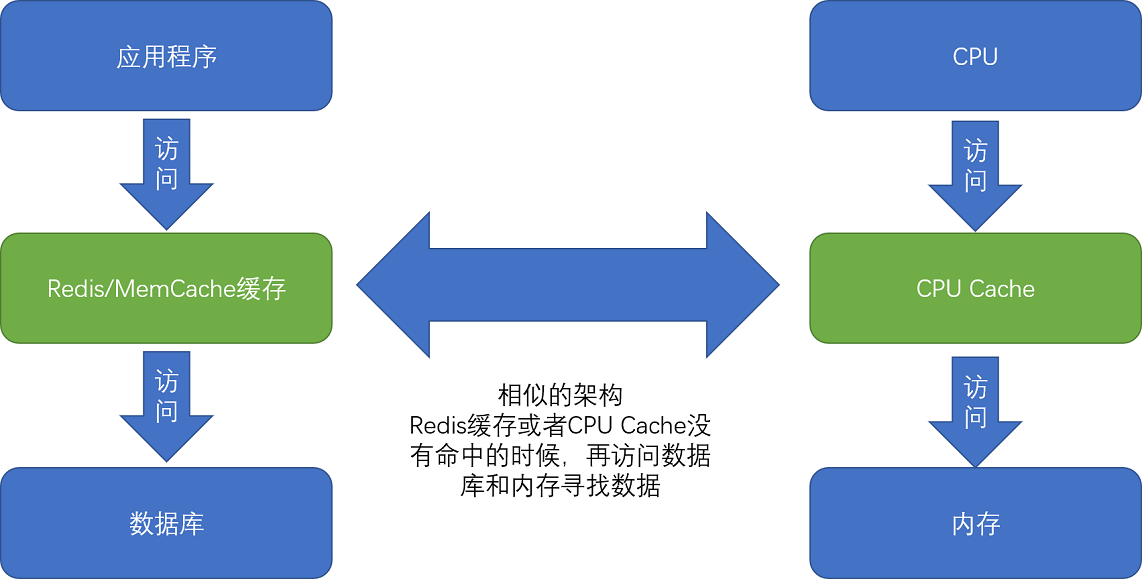 应用程序
CPU
访
问
访
问
Redis/MemCache缓存
CPU Cache
访
问
访
问
相似的架构
Redis缓存或者CPU Cache没
有命中的时候，再访问数据
库和内存寻找数据
数据库
内存